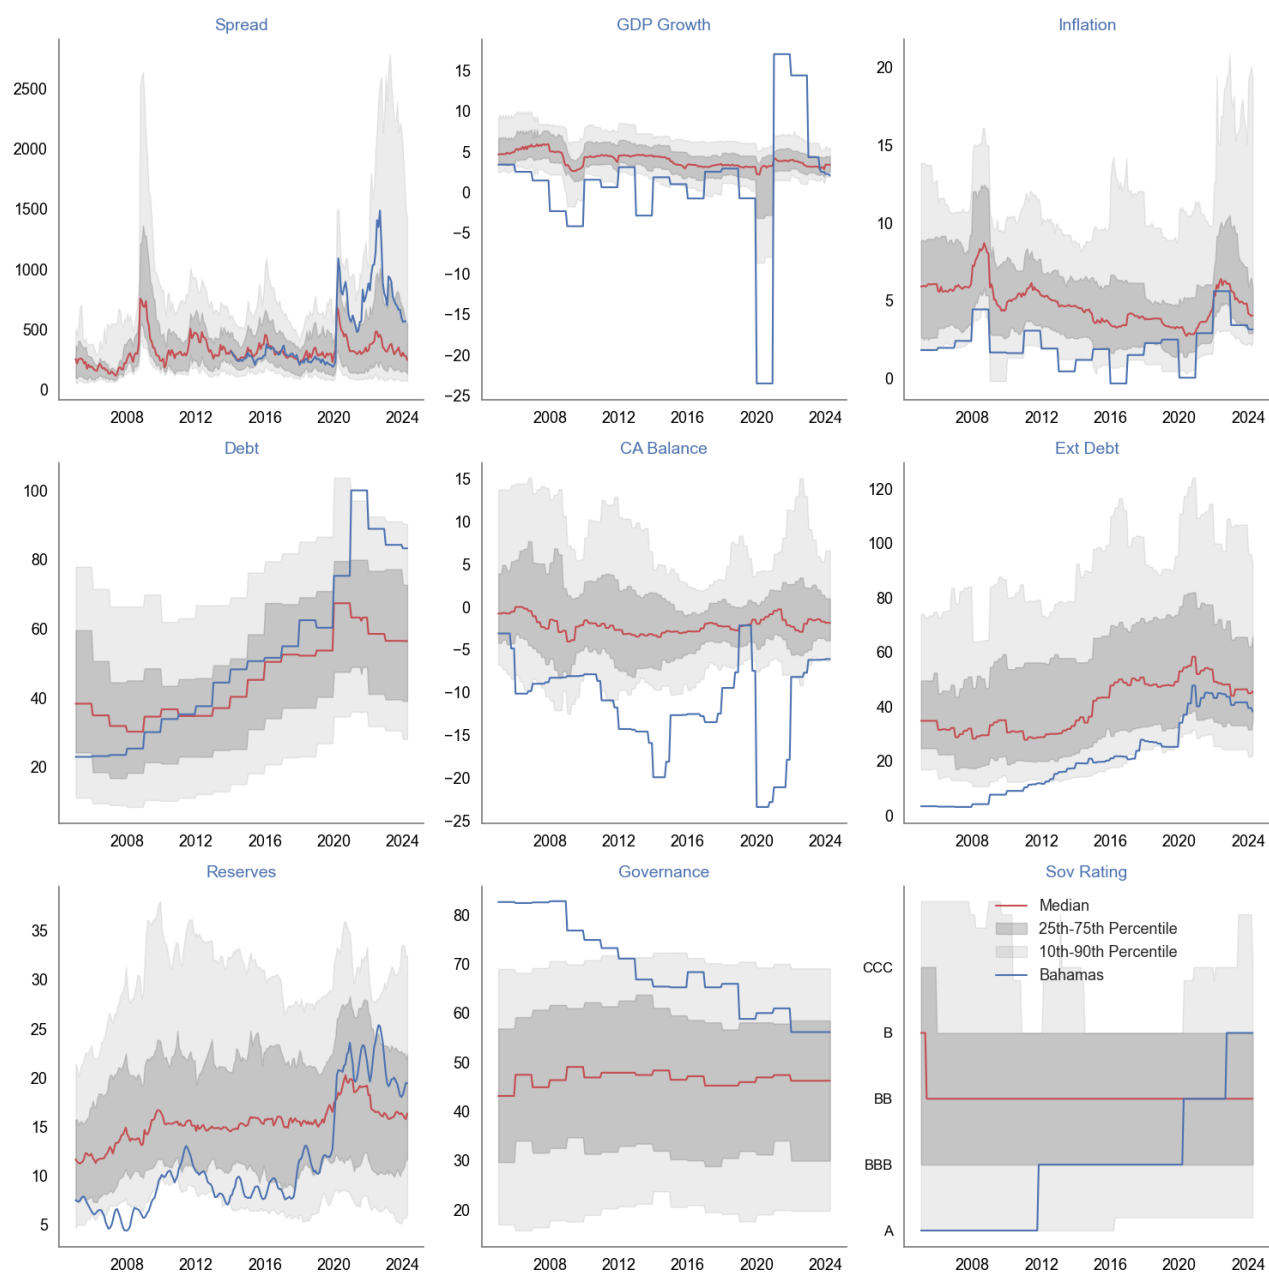 Spread
GDP Growth
Inflation
2500
2000
1500
1000
500
0
2008 2012 2016 2020 2024
15
10
5
0
−5
−10
−15
−20
−25
2008 2012 2016 2020 2024
20
15
10
5
0
2008 2012 2016 2020 2024
Debt
CA Balance
Ext Debt
100
80
60
40
20
2008 2012 2016 2020 2024
15
10
5
0
−5
−10
−15
−20
−25
2008 2012 2016 2020 2024
120
100
80
60
40
20
0
2008 2012 2016 2020 2024
Reserves
Governance
Sov Rating
35
30
25
20
15
10
5
2008 2012 2016 2020 2024
80
70
60
50
40
30
20
2008 2012 2016 2020 2024
Median
25th-75th Percentile
10th-90th Percentile
Bahamas
CCC
B
BB
BBB
A
2008 2012 2016 2020 2024